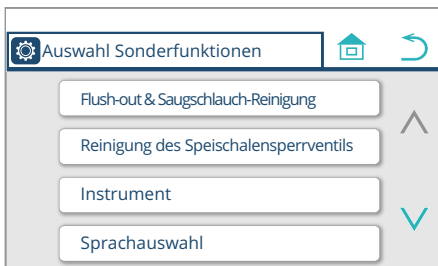 Auswahl Sonderfunktionen
Flush-out & Saugschlauch-Reinigung
Reinigung des Speischalensperrventils
Instrument
Sprachauswahl